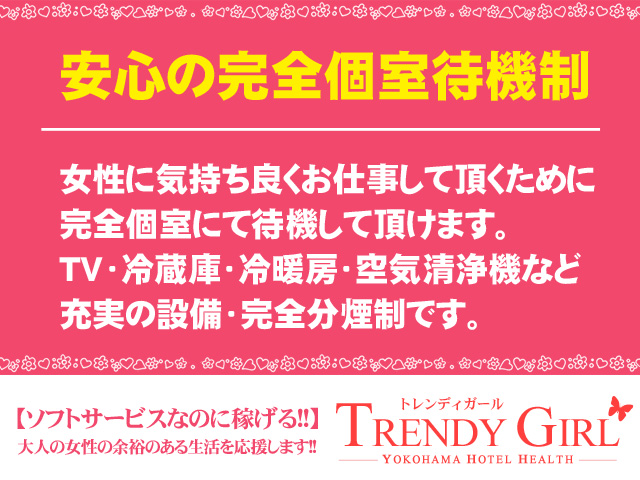 安心の完全個室待機制
女性に気持ち良くお仕事して頂くために
完全個室にて待機して頂けます。
TV・冷蔵庫・冷暖房・空気清浄機など
充実の設備・完全分煙制です。
【ソフトサービスなのに稼げる!!】
大人の女性の余裕のある生活を応援します!!
トレンディガール
TRENDY GIRL
YOKOHAMA HOTEL HEALTH